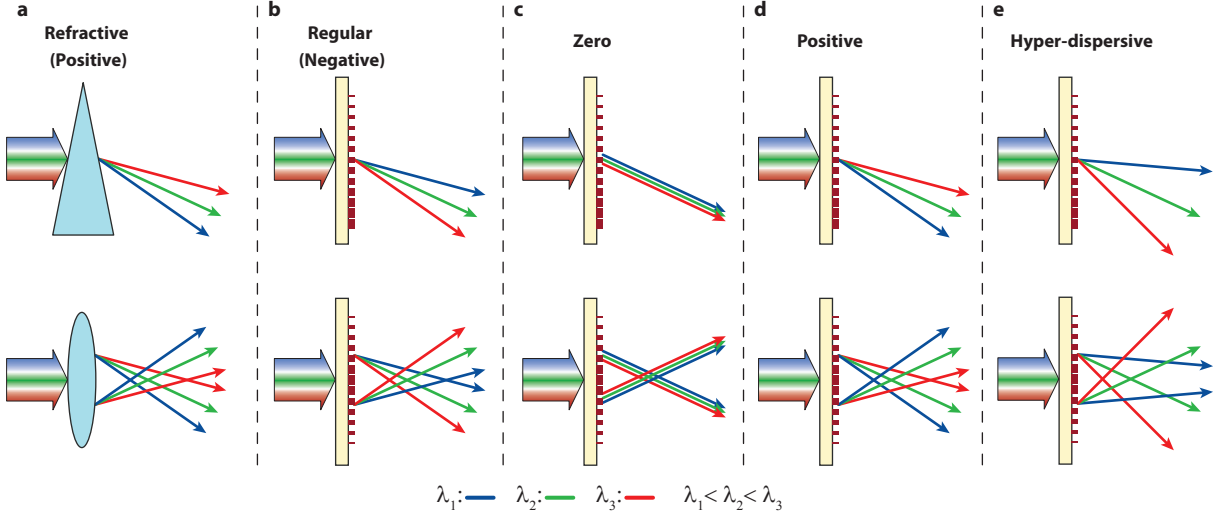 a
Refractive
(Positive)
b
Regular
(Negative)
c
Zero
d
Positive
e
Hyper-dispersive
λ₁: λ₂: λ₃: λ₁< λ₂ < λ₃